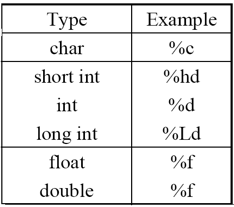 Type Example
char %c
short int %hd
int %d
long int %Ld
float %f
double %f